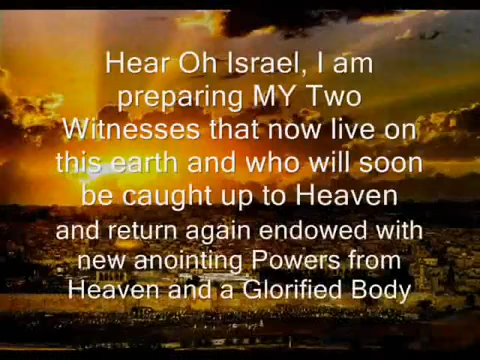 Hear Oh Israel, I am
preparing MY Two
Witnesses that now live on
this earth and who will soon
be caught up to Heaven
and return again endowed with
new anointing Powers from
Heaven and a Glorified Body